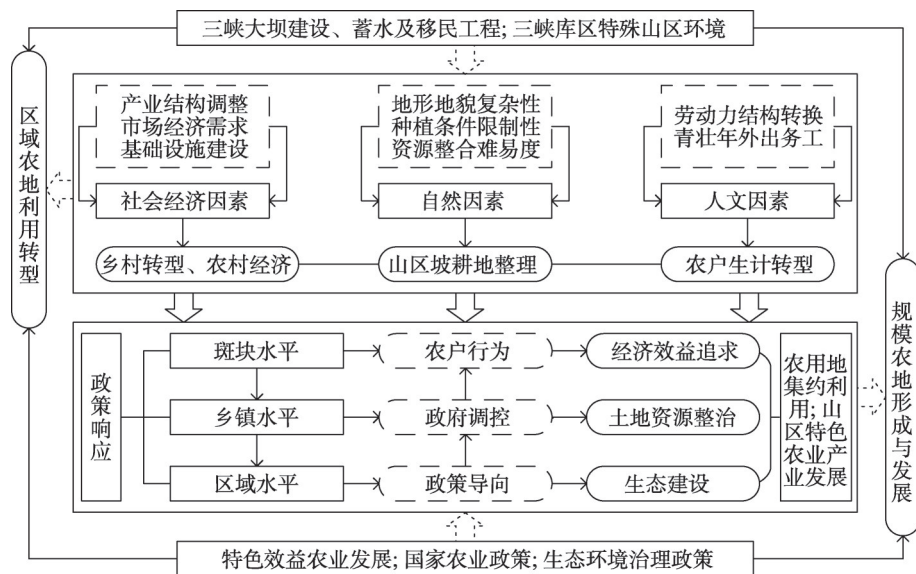 三峡大坝建设、蓄水及移民工程; 三峡库区特殊山区环境
区域农地利用转型
产业结构调整
市场经济需求
基础设施建设
地形地貌复杂性
种植条件限制性
资源整合难易度
劳动力结构转换
青壮年外出务工
社会经济因素
自然因素
人文因素
乡村转型、农村经济
山区坡耕地整理
农户生计转型
规模农地形成与发展
政策响应
斑块水平
农户行为
经济效益追求
乡镇水平
政府调控
土地资源整治
区域水平
政策导向
生态建设
农用地
集约利
用; 山
区特色
农业产
业发展
特色效益农业发展; 国家农业政策; 生态环境治理政策